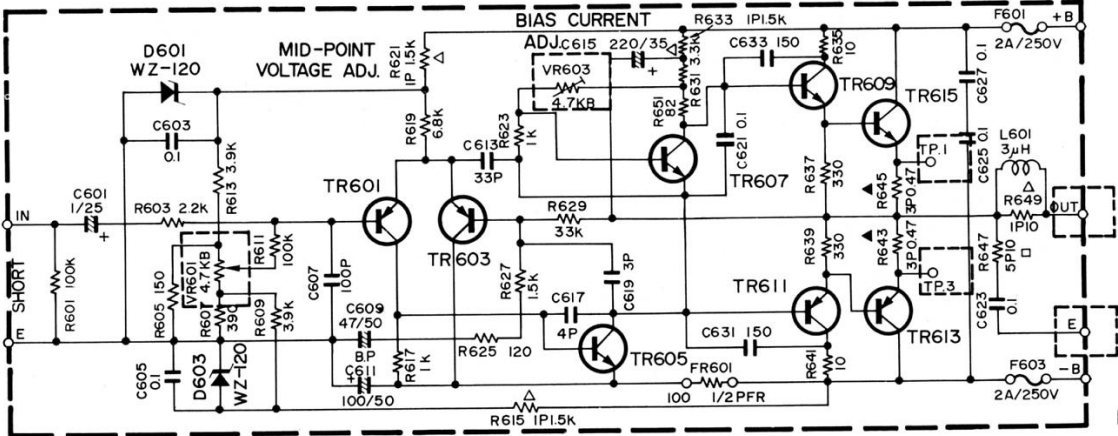 D601
WZ-120
MID-POINT
VOLTAGE ADJ.
R621
1P 1.5K
BIAS CURRENT
ADJ.
C615
220/35
R633 1P1.5K
3.3K
R631
C633 150
R635
10
F601
+B
2A/250V
VR603
4.7KB
R651
82
TR609
C627 0.1
C603
0.1
R613 3.9K
R619
6.8K
R623
1K
C613
33P
C621 0.1
TR615
TP.1
C625 0.1
L601
3μH
TR607
C601
1/25
R603 2.2K
TR601
R637
330
R645
3P0.47
IN
R629
33K
R649
1P10
OUT
SHORT
R601 100K
R605 150
VR601
4.7KB
R611
100K
C607
100P
TR603
R627
1.5K
C619 3P
R639
330
R643
3P0.47
R647
5P10
TR611
TP.3
R607
390
R609
3.9K
C609
47/50
B.P
C617
4P
C623
0.1
E
E
C631 150
R625 120
TR605
TR613
C605
0.1
D603
WZ-120
C611
100/50
R617
1K
R641
10
FR601
100 1/2PFR
F603
-B
2A/250V
R615 1P1.5K